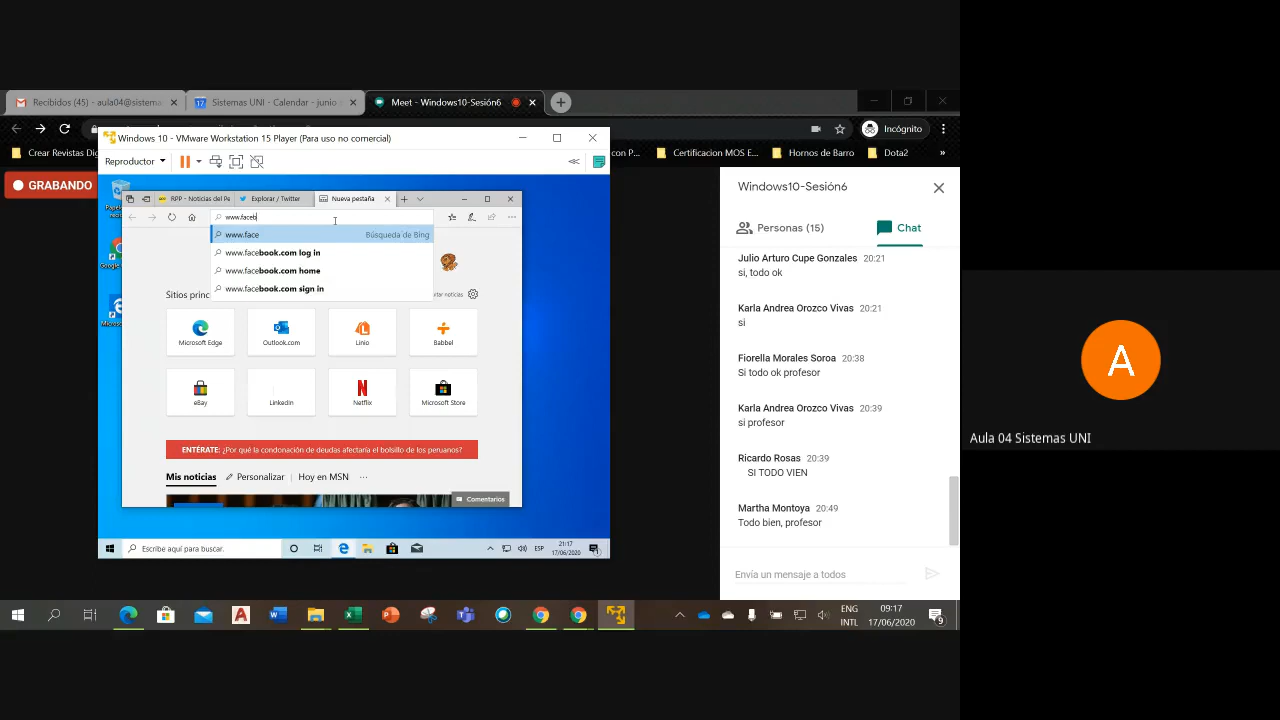 Recibidos (45) - aula04@sistema
Sistemas UNI - Calendar - junio
Meet - Windows10-Sesión6
Incógnito
Crear Revistas Dig
con P...
Certificacion MOS E...
Hornos de Barro
Dota2
»
GRABANDO
Windows 10 - VMware Workstation 15 Player (Para uso no comercial)
Reproductor
RPP - Noticias del Pe
Explorar / Twitter
Nueva pestaña
www.faceb
www.face
Búsqueda de Bing
www.facebook.com log in
www.facebook.com home
www.facebook.com sign in
Sitios princ
Microsoft Edge
Outlook.com
Linio
Babbel
eBay
Linkedin
Netflix
Microsoft Store
ENTÉRATE: ¿Por qué la condonación de deudas afectaría el bolsillo de los peruanos?
Mis noticias
Personalizar
Hoy en MSN
Comentarios
Escribe aquí para buscar.
ESP
21:17
17/06/2020
Windows10-Sesión6
Personas (15)
Chat
Julio Arturo Cupe Gonzales 20:21
si, todo ok
Karla Andrea Orozco Vivas 20:21
si
Fiorella Morales Soroa 20:38
Si todo ok profesor
Karla Andrea Orozco Vivas 20:39
si profesor
Ricardo Rosas 20:39
SI TODO VIEN
Martha Montoya 20:49
Todo bien, profesor
Envía un mensaje a todos
ENG
INTL
09:17
17/06/2020
9
A
Aula 04 Sistemas UNI